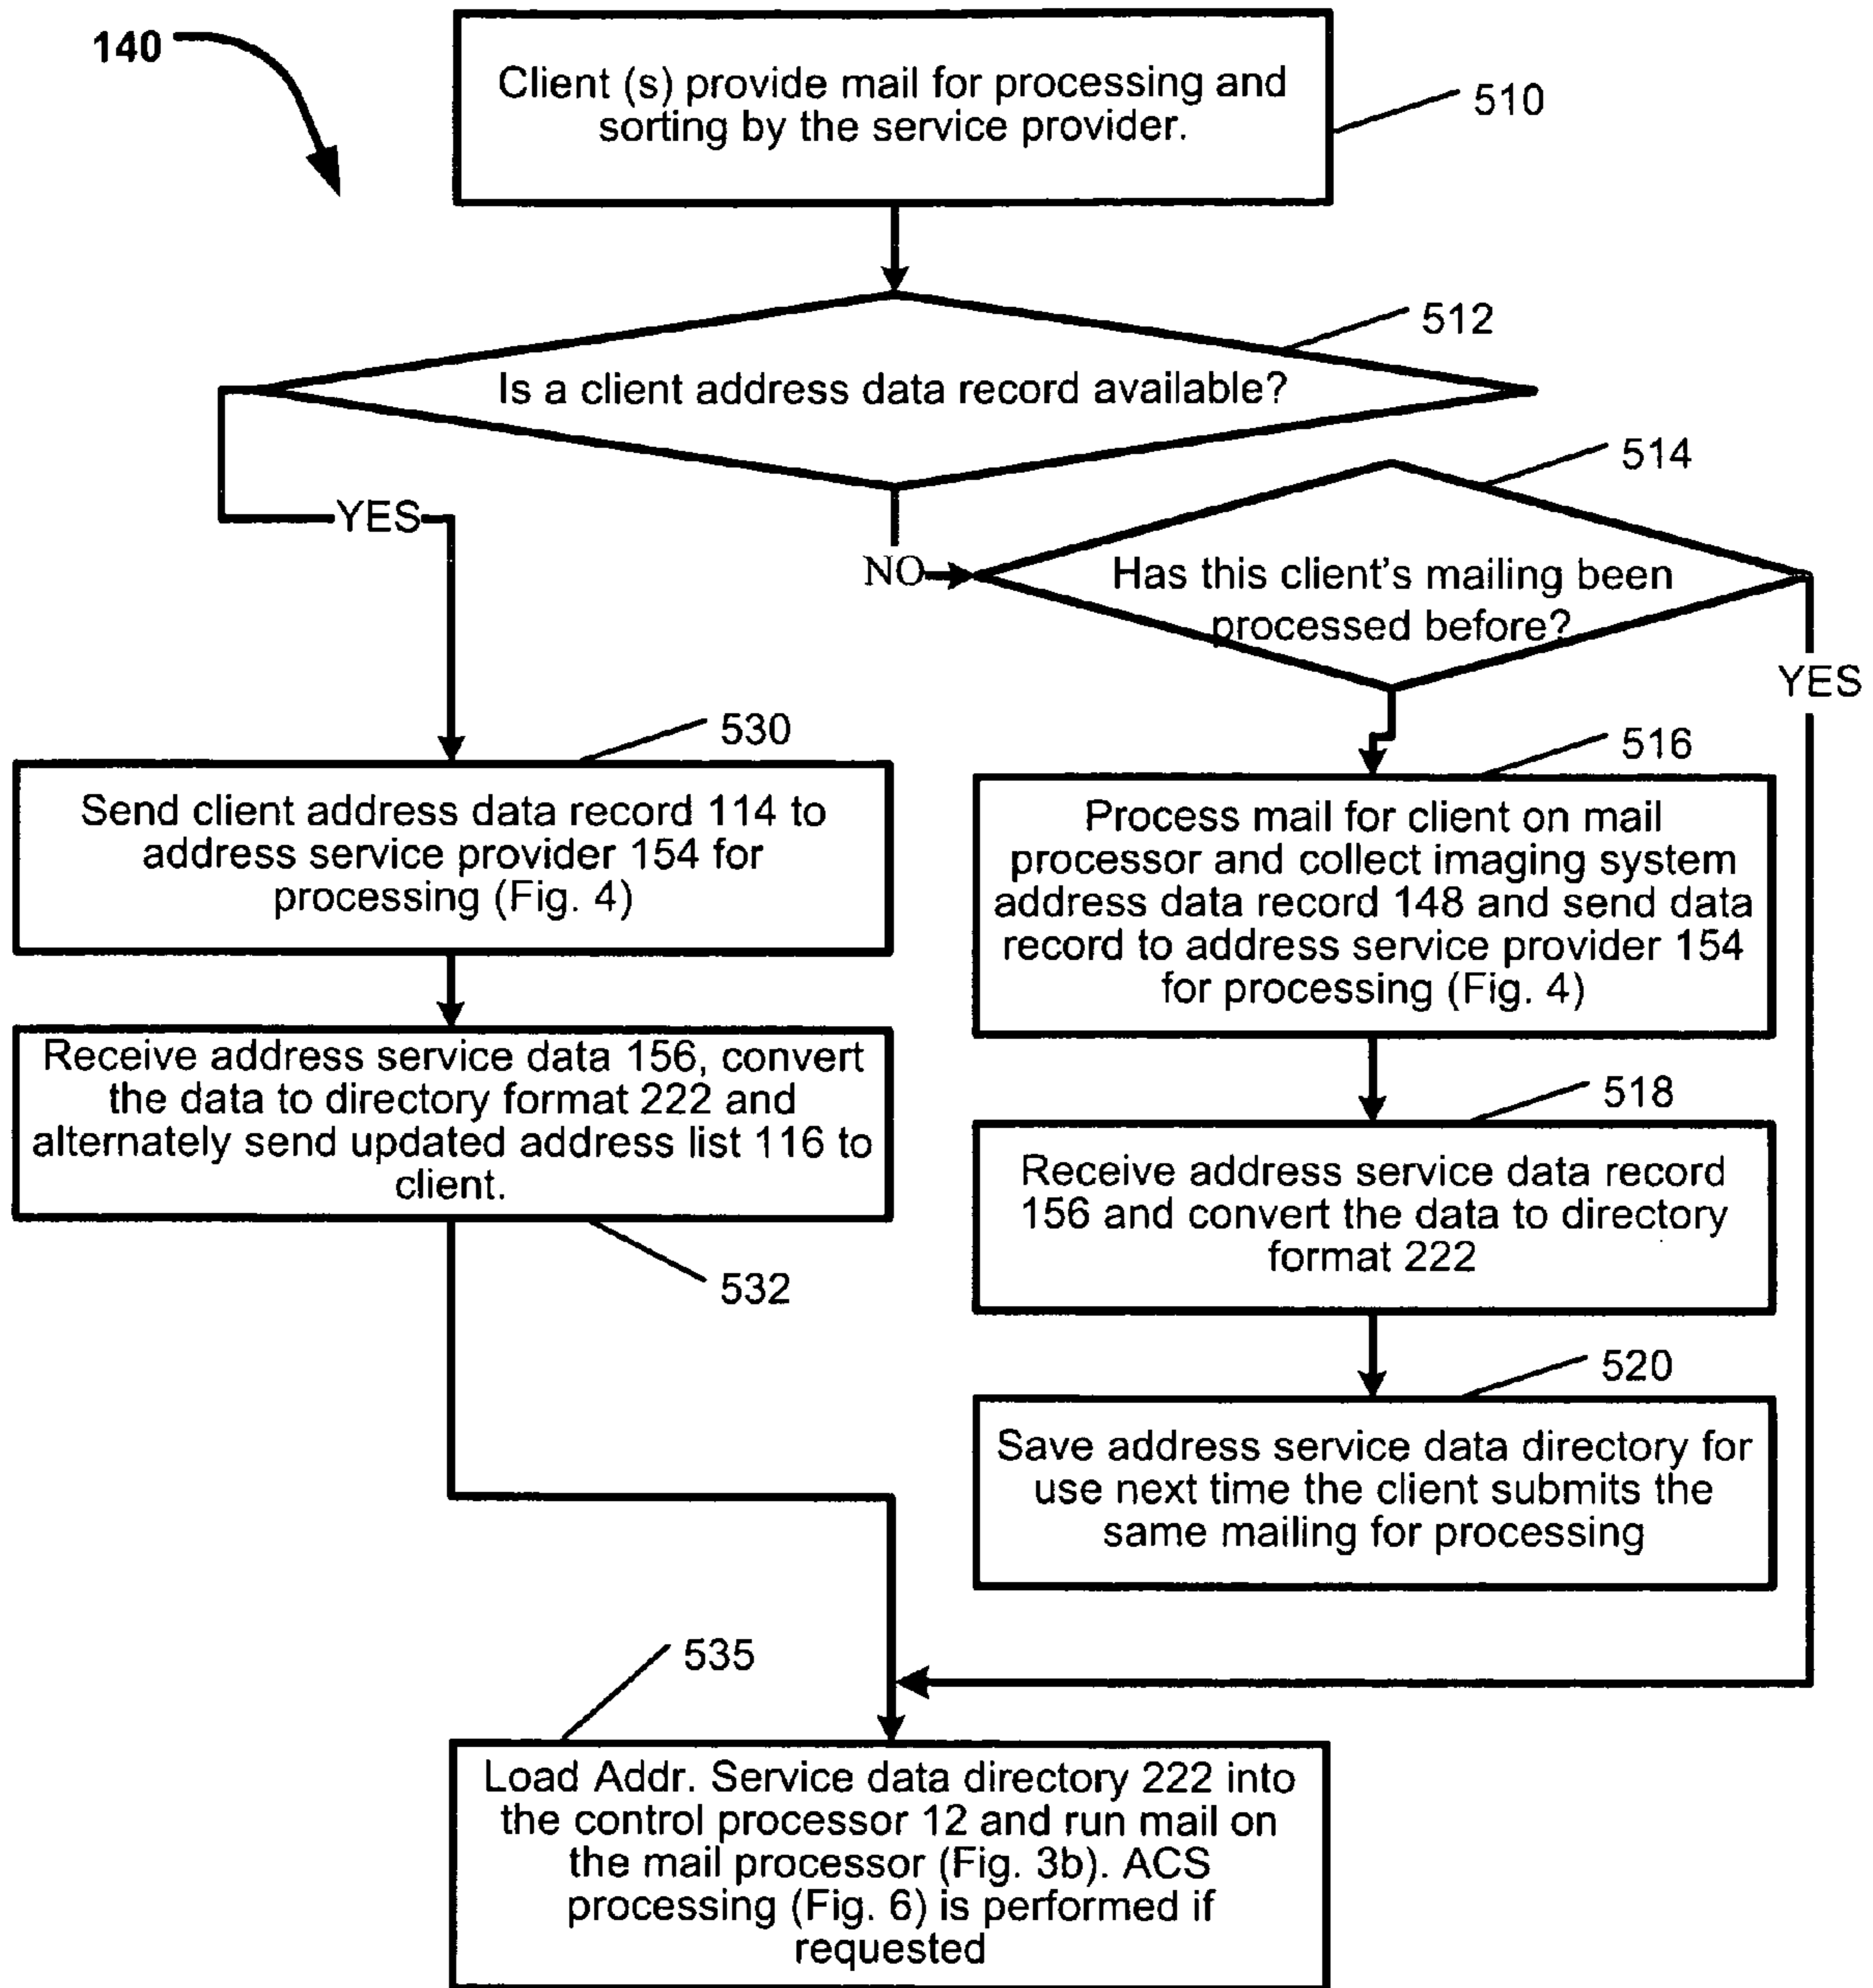 140
Client (s) provide mail for processing and
sorting by the service provider.
510
512
Is a client address data record available?
514
YES
NO
Has this client's mailing been
processed before?
YES
530
Send client address data record 114 to
address service provider 154 for
processing (Fig. 4)
516
Process mail for client on mail
processor and collect imaging system
address data record 148 and send data
record to address service provider 154
for processing (Fig. 4)
Receive address service data 156, convert
the data to directory format 222 and
alternately send updated address list 116 to
client.
532
518
Receive address service data record
156 and convert the data to directory
format 222
520
Save address service data directory for
use next time the client submits the
same mailing for processing
535
Load Addr. Service data directory 222 into
the control processor 12 and run mail on
the mail processor (Fig. 3b). ACS
processing (Fig. 6) is performed if
requested